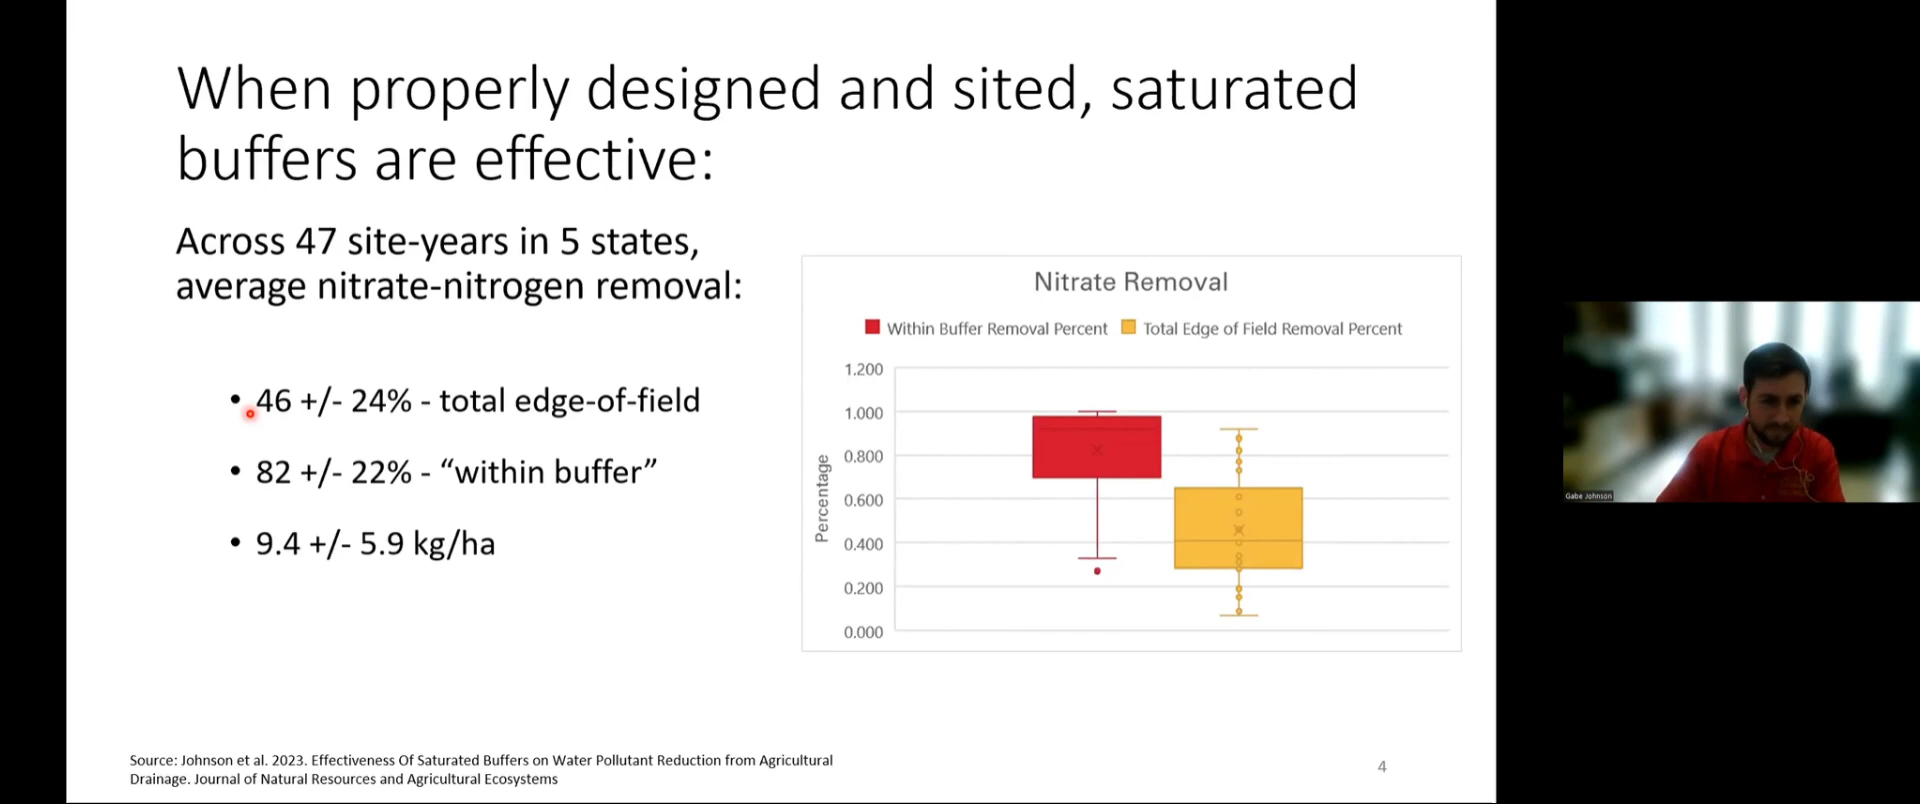 When properly designed and sited, saturated
buffers are effective:
Across 47 site-years in 5 states,
average nitrate-nitrogen removal:
• 46 +/- 24% - total edge-of-field
• 82 +/- 22% - “within buffer”
• 9.4 +/- 5.9 kg/ha
Nitrate Removal
Within Buffer Removal Percent Total Edge of Field Removal Percent
1.200
1.000
0.800
0.600
0.400
0.200
0.000
Percentage
Source: Johnson et al. 2023. Effectiveness Of Saturated Buffers on Water Pollutant Reduction from Agricultural
Drainage. Journal of Natural Resources and Agricultural Ecosystems
4
Gabe Johnson